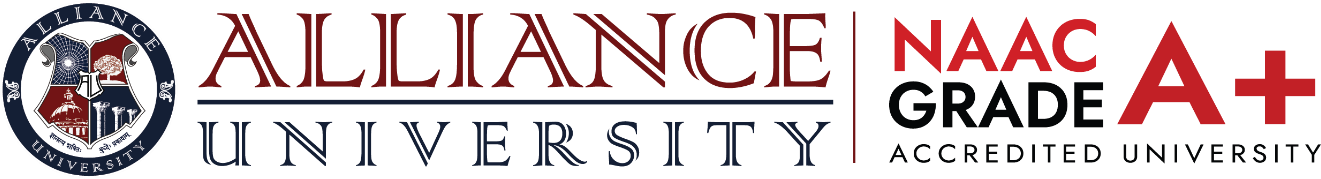 ALLIANCE
UNIVERSITY
ALLIANCE
UNIVERSITY
NAAC
GRADE
A+
ACCREDITED UNIVERSITY